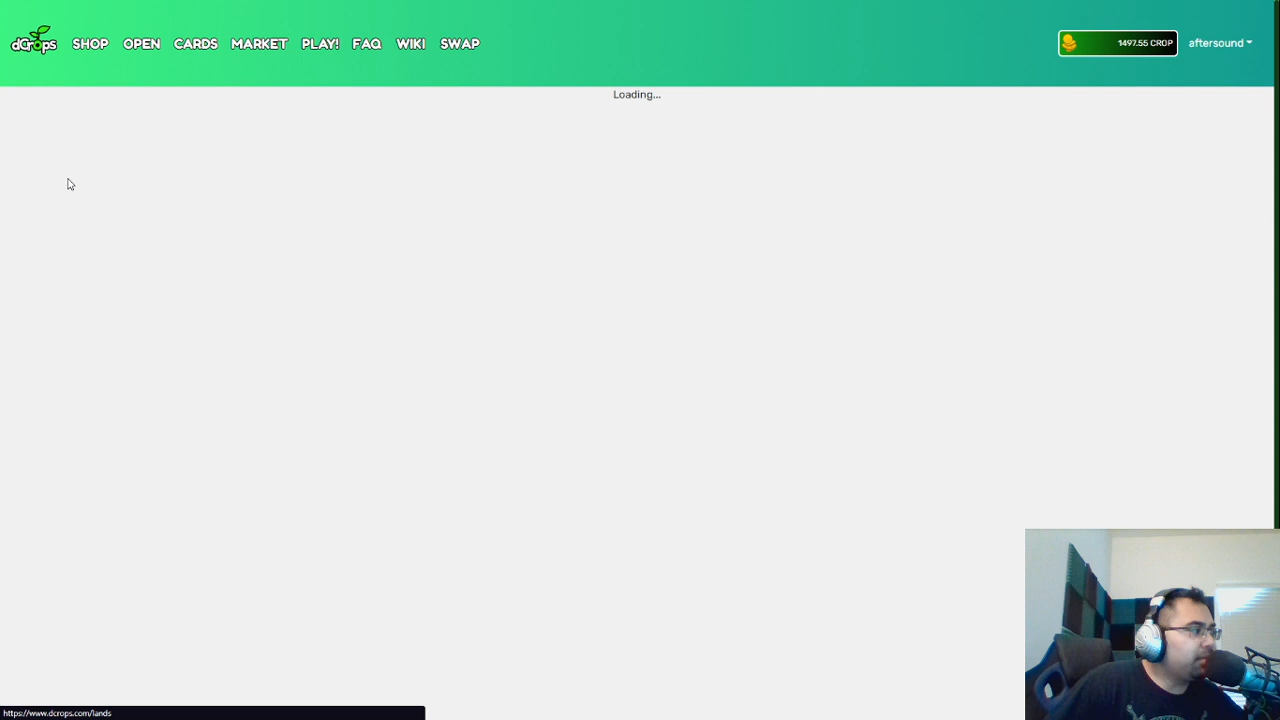 dCrops SHOP OPEN CARDS MARKET PLAY! FAQ WIKI SWAP 1497.55 CROP aftersound
Loading...
https://www.dcrops.com/lands